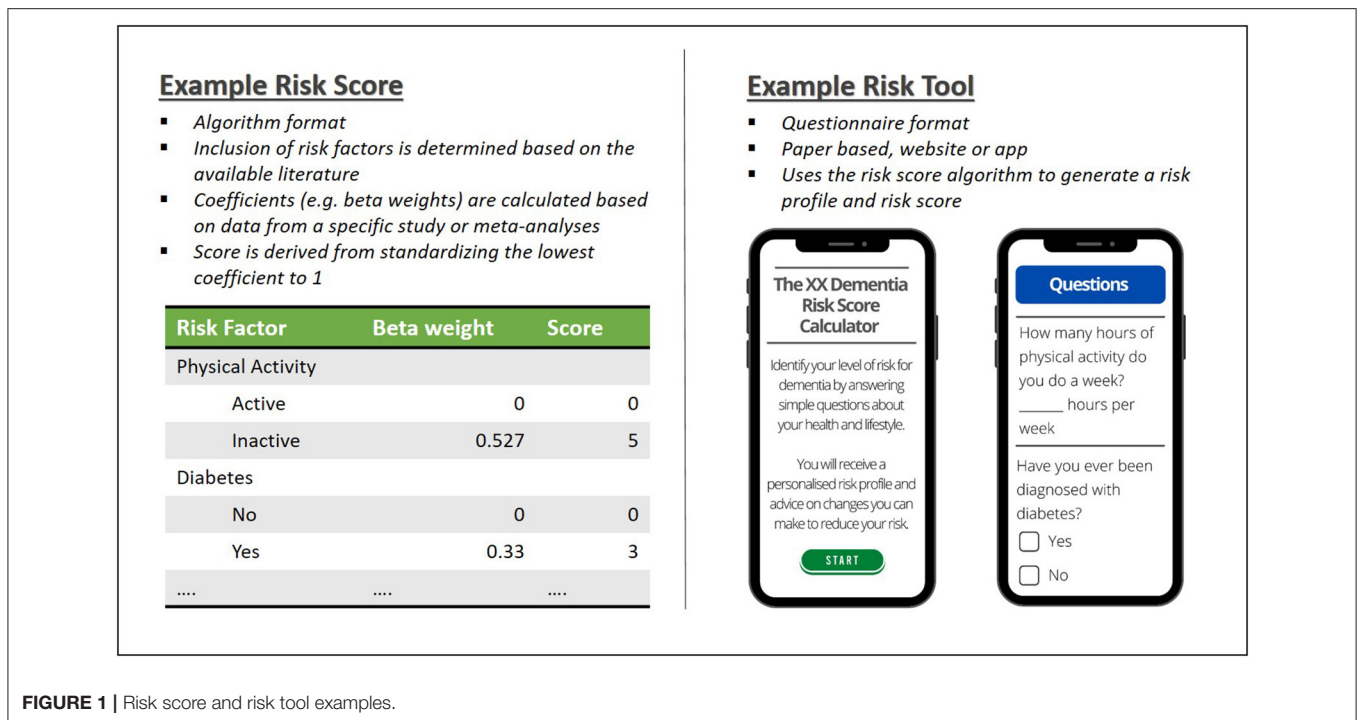 Example Risk Score
▪ Algorithm format
▪ Inclusion of risk factors is determined based on the
available literature
▪ Coefficients (e.g. beta weights) are calculated based
on data from a specific study or meta-analyses
▪ Score is derived from standardizing the lowest
coefficient to 1
Risk Factor Beta weight Score
Physical Activity
Active 0 0
Inactive 0.527 5
Diabetes
No 0 0
Yes 0.33 3
.... .... ....
Example Risk Tool
▪ Questionnaire format
▪ Paper based, website or app
▪ Uses the risk score algorithm to generate a risk
profile and risk score
The XX Dementia
Risk Score
Calculator
Identify your level of risk for
dementia by answering
simple questions about
your health and lifestyle.
You will receive a
personalised risk profile and
advice on changes you can
make to reduce your risk.
START
Questions
How many hours of
physical activity do
you do a week?
______ hours per
week
Have you ever been
diagnosed with
diabetes?
Yes
No
FIGURE 1 | Risk score and risk tool examples.